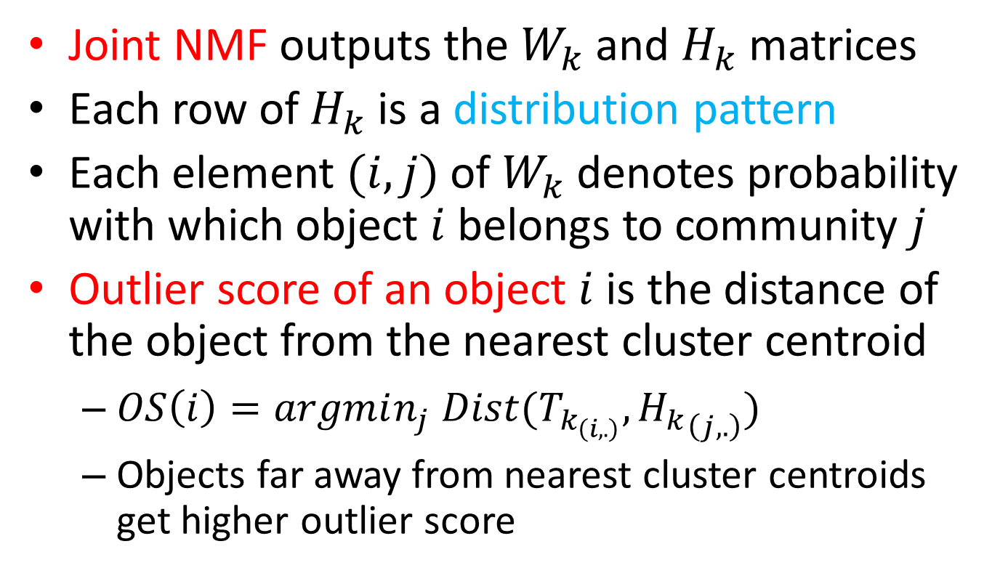 • Joint NMF outputs the $W_k$ and $H_k$ matrices
• Each row of $H_k$ is a distribution pattern
• Each element $(i, j)$ of $W_k$ denotes probability
with which object $i$ belongs to community $j$
• Outlier score of an object $i$ is the distance of
the object from the nearest cluster centroid
– $OS(i) = argmin_j \ Dist(T_{k_{(i,.)}}, H_{k_{(j,.)}})$
– Objects far away from nearest cluster centroids
get higher outlier score